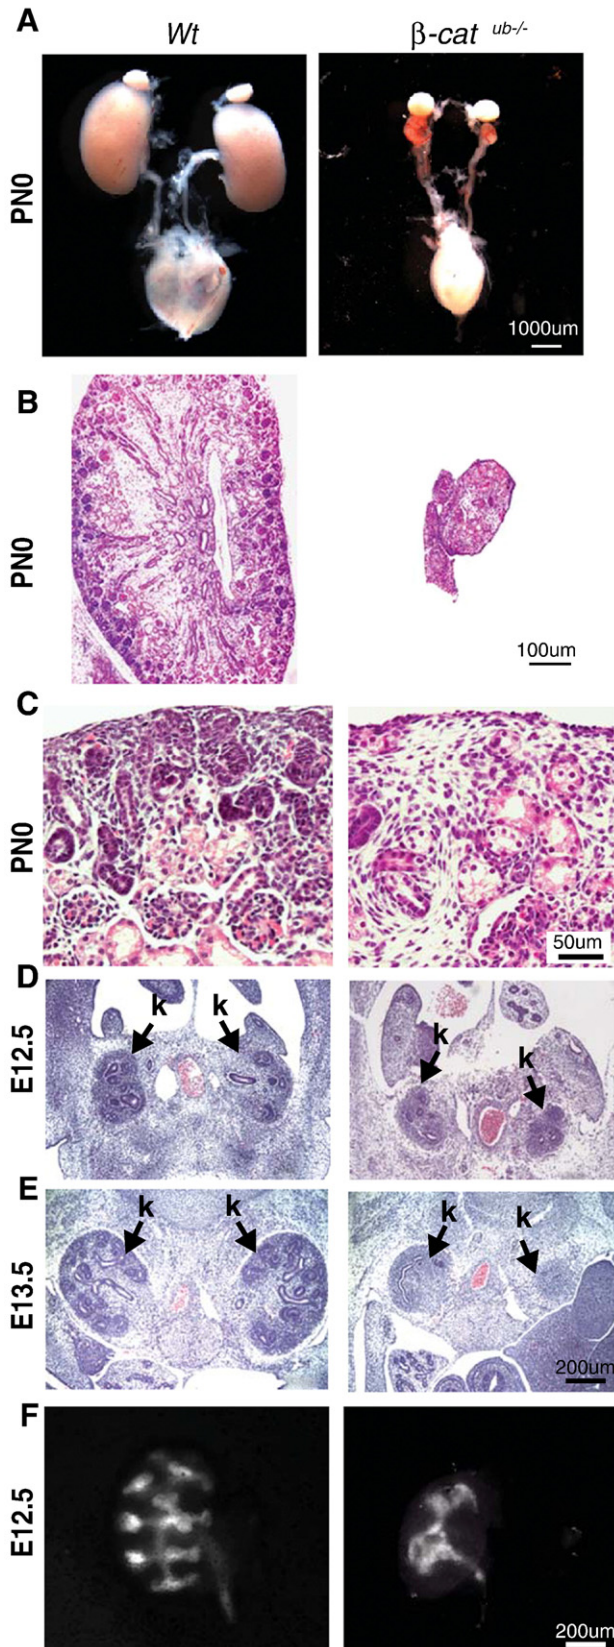 A
Wt
β-cat ub-/-
PN0
1000um
B
PN0
100um
C
PN0
50um
D
E12.5
k
k
k
k
E
E13.5
k
k
k
k
200um
F
E12.5
200um